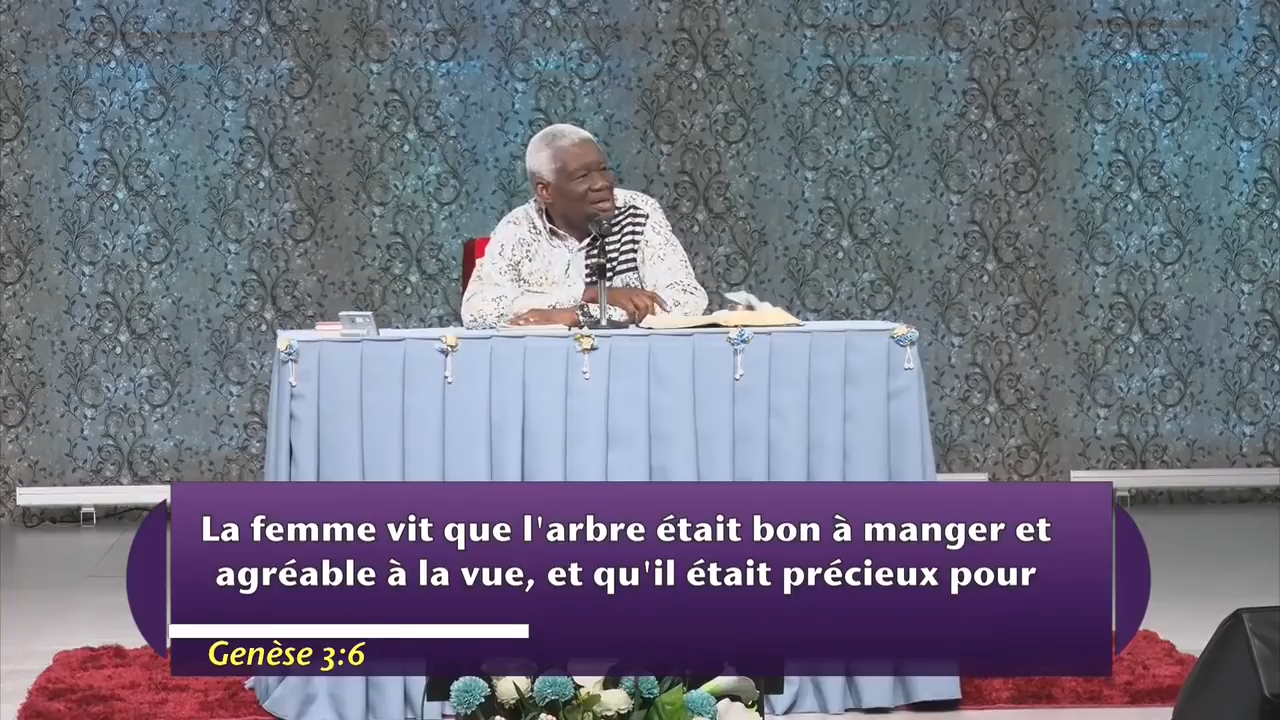 La femme vit que l'arbre était bon à manger et
agréable à la vue, et qu'il était précieux pour
Genèse 3:6